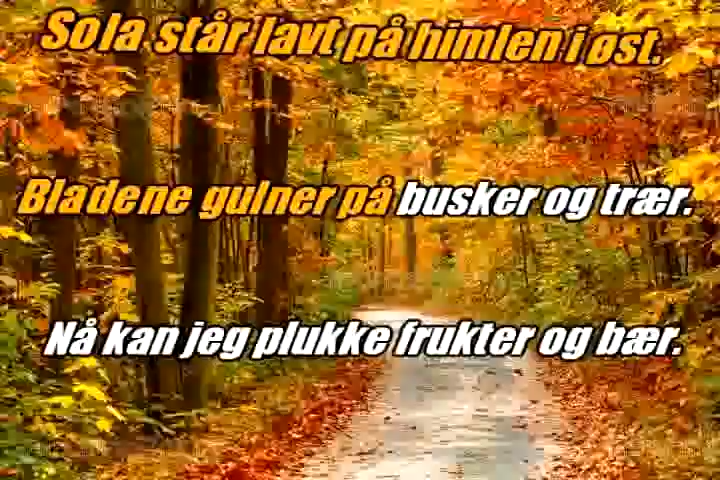 Sola står lavt på himlen i øst.
Bladene gulner på busker og trær.
Nå kan jeg plukke frukter og bær.